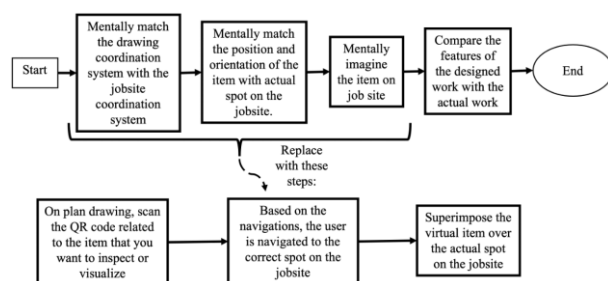 Start
Mentally match
the drawing
coordination
system with the
jobsite
coordination
system
Mentally match
the position and
orientation of the
item with actual
spot on the
jobsite.
Mentally
imagine
the item on
job site
Compare the
features of
the designed
work with the
actual work
End
Replace
with these
steps:
On plan drawing, scan
the QR code related
to the item that you
want to inspect or
visualize
Based on the
navigations, the user
is navigated to the
correct spot on the
jobsite
Superimpose the
virtual item over
the actual spot
on the jobsite